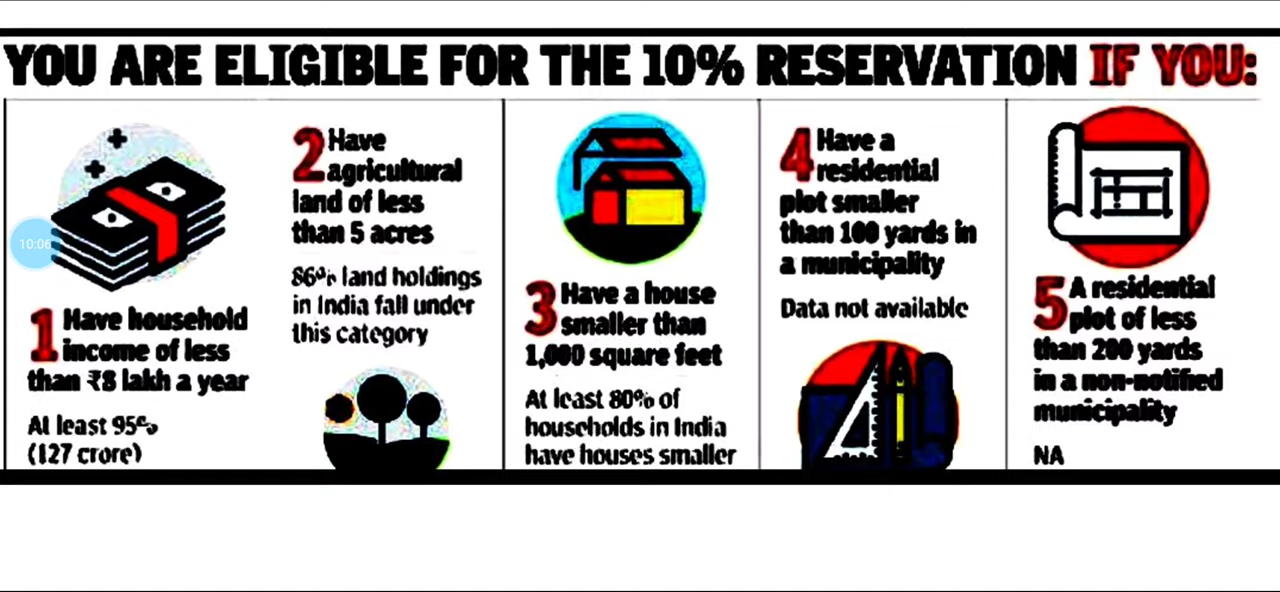 YOU ARE ELIGIBLE FOR THE 10% RESERVATION IF YOU:
10:06
1 Have household
income of less
than ₹8 lakh a year
At least 95%
(127 crore)
2 Have
agricultural
land of less
than 5 acres
86% land holdings
in India fall under
this category
3 Have a house
smaller than
1,000 square feet
At least 80% of
households in India
have houses smaller
4 Have a
residential
plot smaller
than 100 yards in
a municipality
Data not available
5 A residential
plot of less
than 200 yards
in a non-notified
municipality
NA